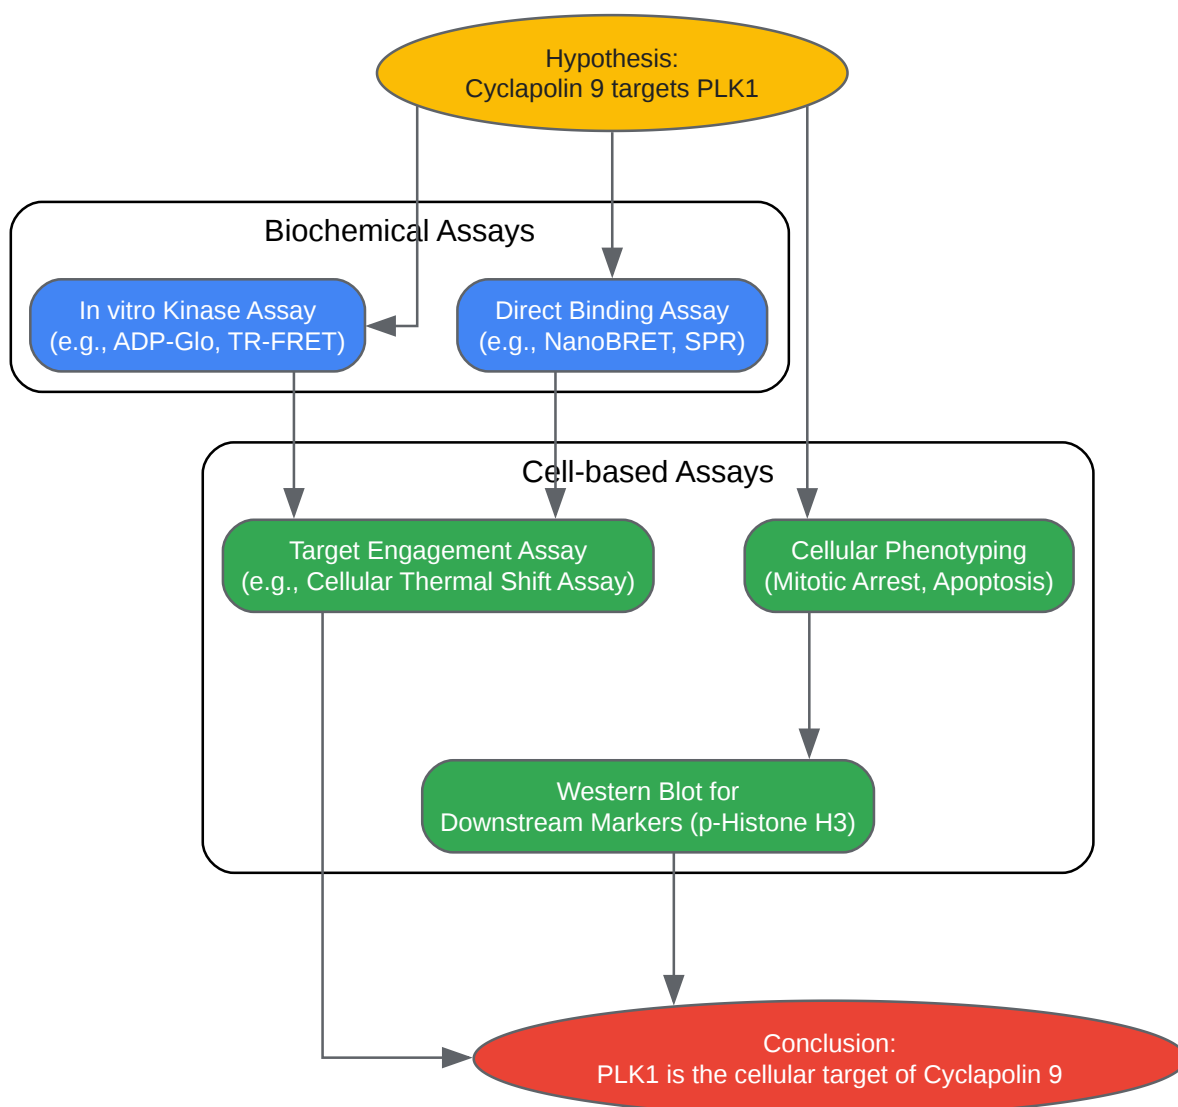 Hypothesis:
Cyclapolin 9 targets PLK1
Biochemical Assays
In vitro Kinase Assay
(e.g., ADP-Glo, TR-FRET)
Direct Binding Assay
(e.g., NanoBRET, SPR)
Cell-based Assays
Target Engagement Assay
(e.g., Cellular Thermal Shift Assay)
Cellular Phenotyping
(Mitotic Arrest, Apoptosis)
Western Blot for
Downstream Markers (p-Histone H3)
Conclusion:
PLK1 is the cellular target of Cyclapolin 9